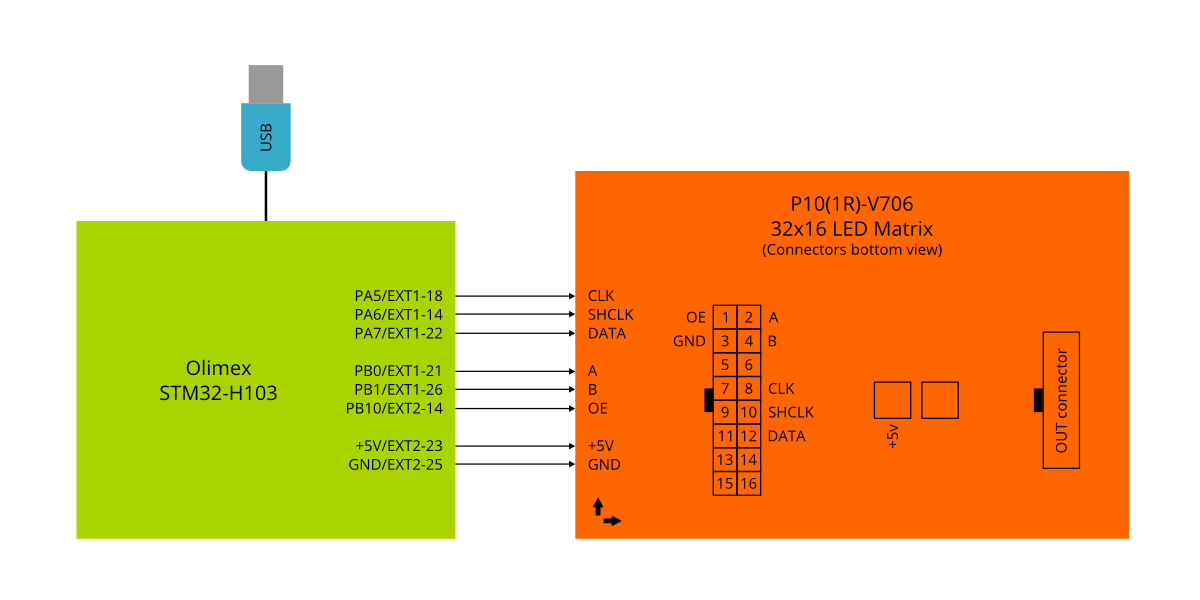 USB
Olimex
STM32-H103
PA5/EXT1-18
PA6/EXT1-14
PA7/EXT1-22
PB0/EXT1-21
PB1/EXT1-26
PB10/EXT2-14
+5V/EXT2-23
GND/EXT2-25
CLK
SHCLK
DATA
A
B
OE
+5V
GND
P10(1R)-V706
32x16 LED Matrix
(Connectors bottom view)
OE 1 2 A
GND 3 4 B
5 6
7 8 CLK
9 10 SHCLK
11 12 DATA
13 14
15 16
+5v
OUT connector